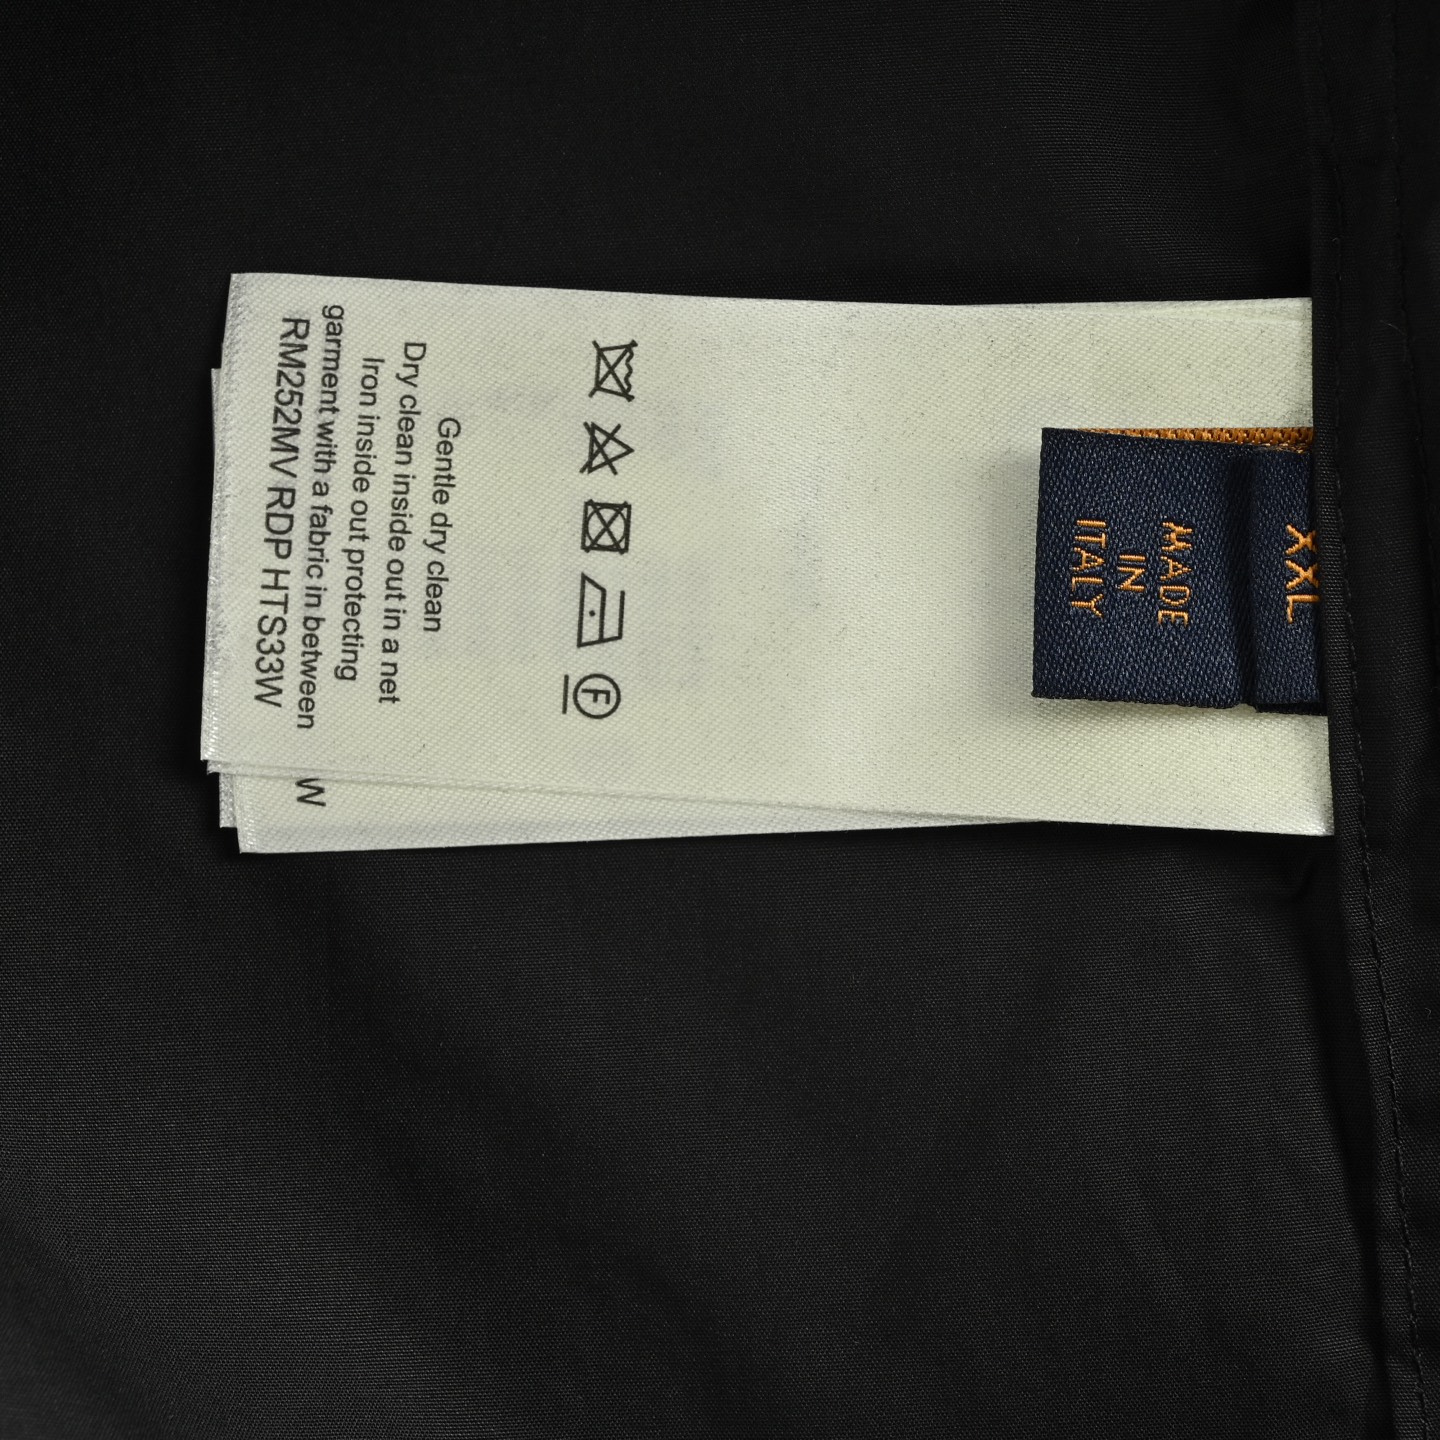 XXL
MADE
IN
ITALY
F
Gentle dry clean
Dry clean inside out in a net
Iron inside out protecting
garment with a fabric in between
RM252MV RDP HTS33W
W